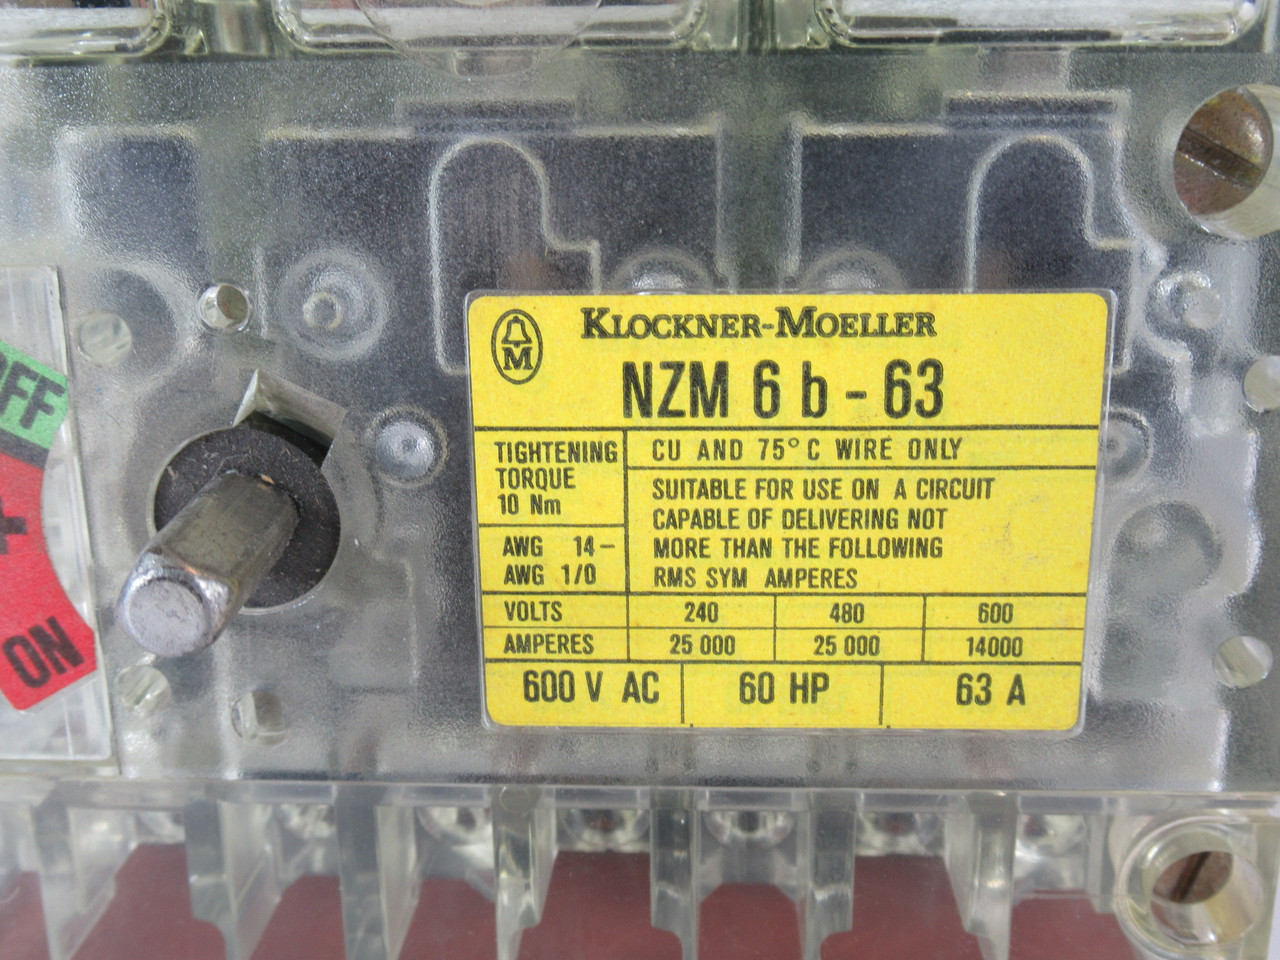 OFF
+
ON
M
KLOCKNER-MOELLER
NZM 6 b - 63
TIGHTENING
TORQUE
10 Nm
AWG 14 -
AWG 1/0
CU AND 75° C WIRE ONLY
SUITABLE FOR USE ON A CIRCUIT
CAPABLE OF DELIVERING NOT
MORE THAN THE FOLLOWING
RMS SYM AMPERES
VOLTS 240 480 600
AMPERES 25 000 25 000 14000
600 V AC 60 HP 63 A